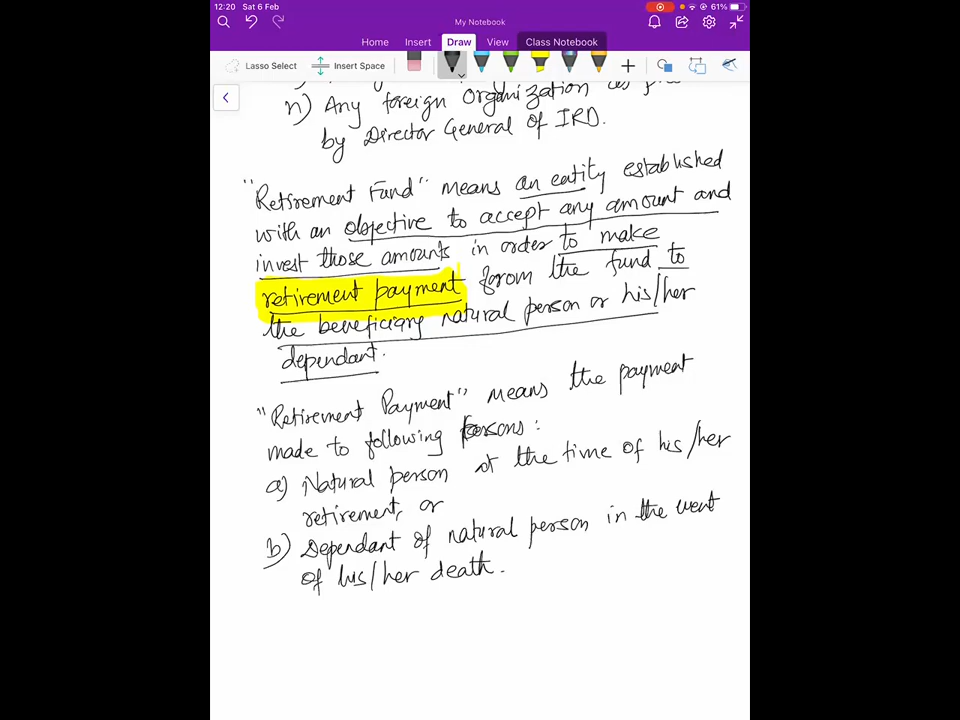 12:20 Sat 6 Feb
61%
My Notebook
Home Insert Draw View Class Notebook
Lasso Select Insert Space
n) Any foreign Organization as
by Director General of IRD.
"Retirement Fund" means an entity established
with an objective to accept any amount and
invest those amounts in order to make
retirement payment from the fund to
the beneficiary natural person or his/her
dependant.
"Retirement Payment" means the payment
made to following persons:
a) Natural person at the time of his/her
retirement, or
b) Dependant of natural person in the event
of his/her death.